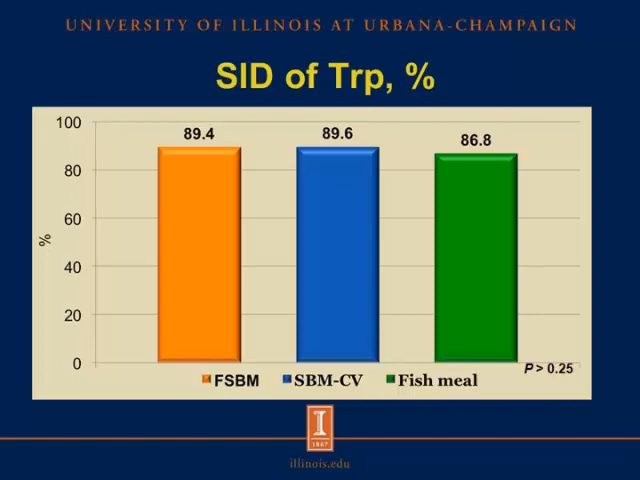 UNIVERSITY OF ILLINOIS AT URBANA-CHAMPAIGN
SID of Trp, %
100
80
60
40
20
0
%
89.4
89.6
86.8
P > 0.25
FSBM SBM-CV Fish meal
I
1867
illinois.edu